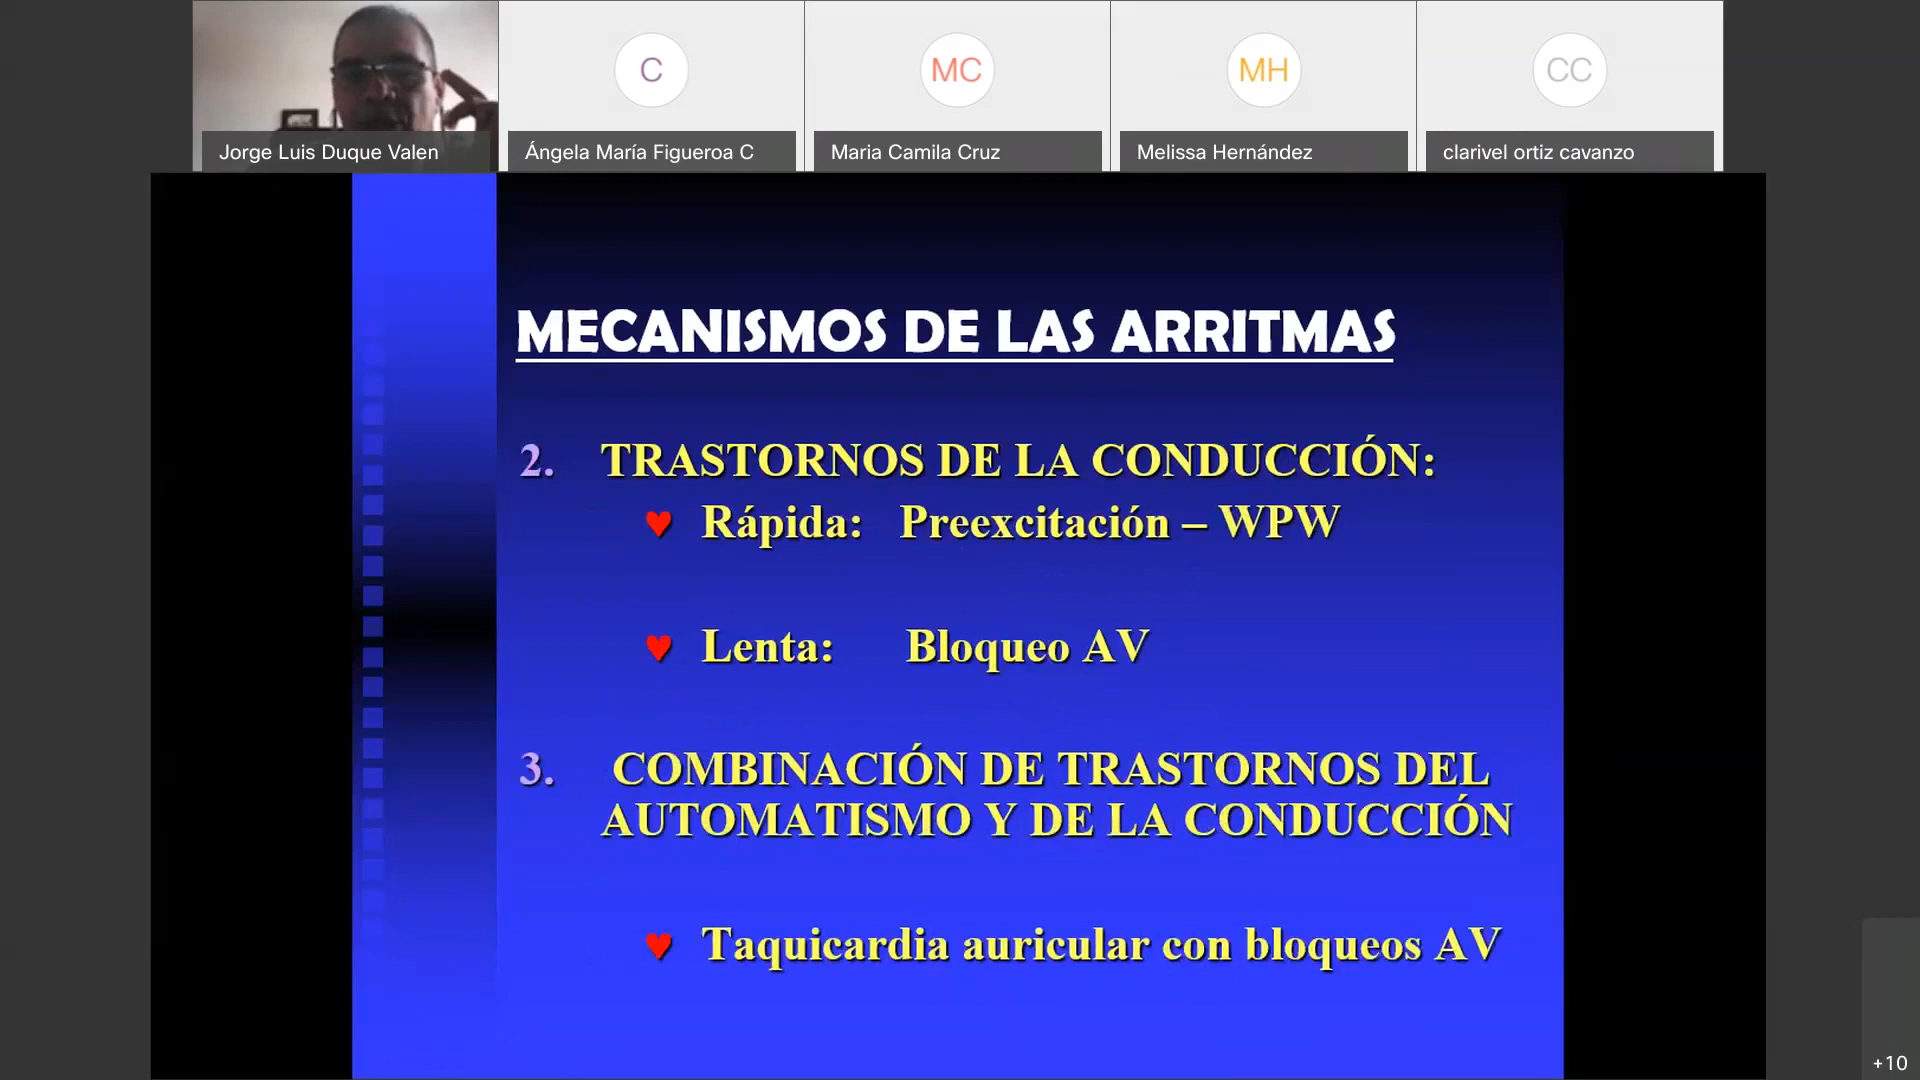 C
MC
MH
CC
Jorge Luis Duque Valen
Ángela María Figueroa C
Maria Camila Cruz
Melissa Hernández
clarivel ortiz cavanzo
MECANISMOS DE LAS ARRITMAS
2. TRASTORNOS DE LA CONDUCCIÓN:
Rápida: Preexcitación – WPW
Lenta: Bloqueo AV
3. COMBINACIÓN DE TRASTORNOS DEL
AUTOMATISMO Y DE LA CONDUCCIÓN
Taquicardia auricular con bloqueos AV
+10